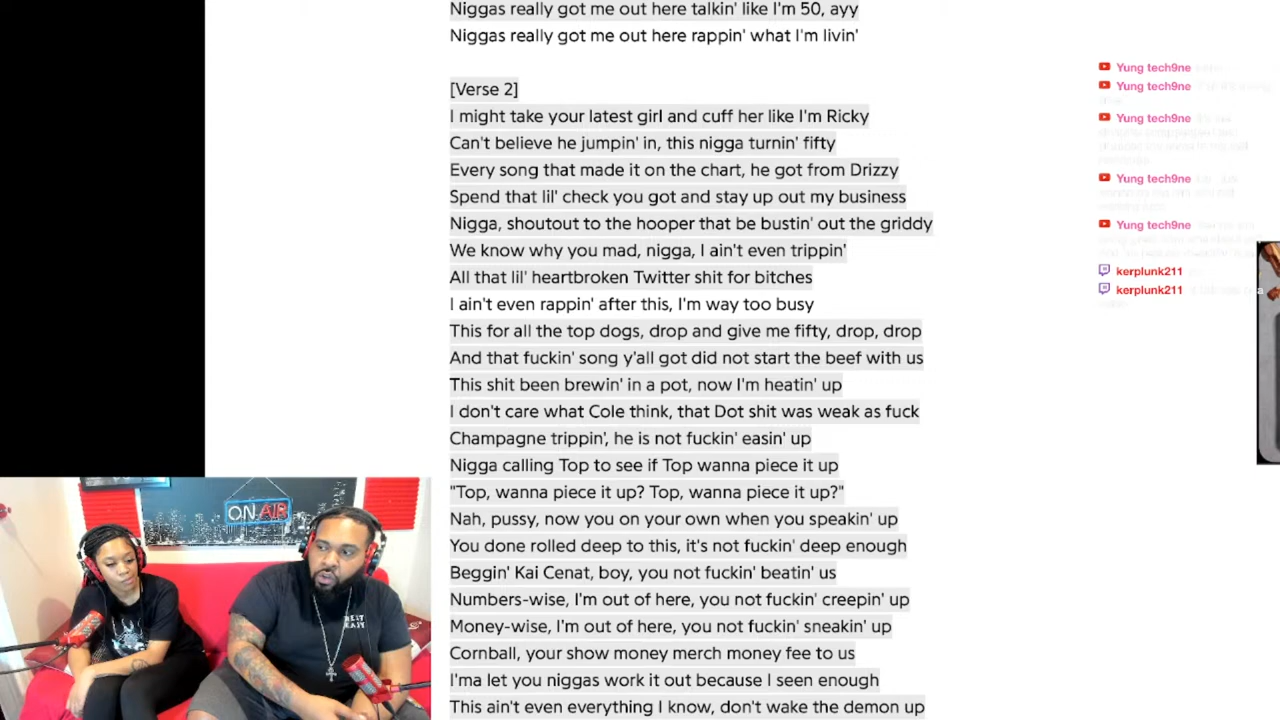 Niggas really got me out here talkin' like I'm 50, ayy
Niggas really got me out here rappin' what I'm livin'
[Verse 2]
I might take your latest girl and cuff her like I'm Ricky
Can't believe he jumpin' in, this nigga turnin' fifty
Every song that made it on the chart, he got from Drizzy
Spend that lil' check you got and stay up out my business
Nigga, shoutout to the hooper that be bustin' out the griddy
We know why you mad, nigga, I ain't even trippin'
All that lil' heartbroken Twitter shit for bitches
I ain't even rappin' after this, I'm way too busy
This for all the top dogs, drop and give me fifty, drop, drop
And that fuckin' song y'all got did not start the beef with us
This shit been brewin' in a pot, now I'm heatin' up
I don't care what Cole think, that Dot shit was weak as fuck
Champagne trippin', he is not fuckin' easin' up
Nigga calling Top to see if Top wanna piece it up
"Top, wanna piece it up? Top, wanna piece it up?"
Nah, pussy, now you on your own when you speakin' up
You done rolled deep to this, it's not fuckin' deep enough
Beggin' Kai Cenat, boy, you not fuckin' beatin' us
Numbers-wise, I'm out of here, you not fuckin' creepin' up
Money-wise, I'm out of here, you not fuckin' sneakin' up
Cornball, your show money merch money fee to us
I'ma let you niggas work it out because I seen enough
This ain't even everything I know, don't wake the demon up
Yung tech9ne
Yung tech9ne
Yung tech9ne
Yung tech9ne
Yung tech9ne
kerplunk211
kerplunk211
ON AIR